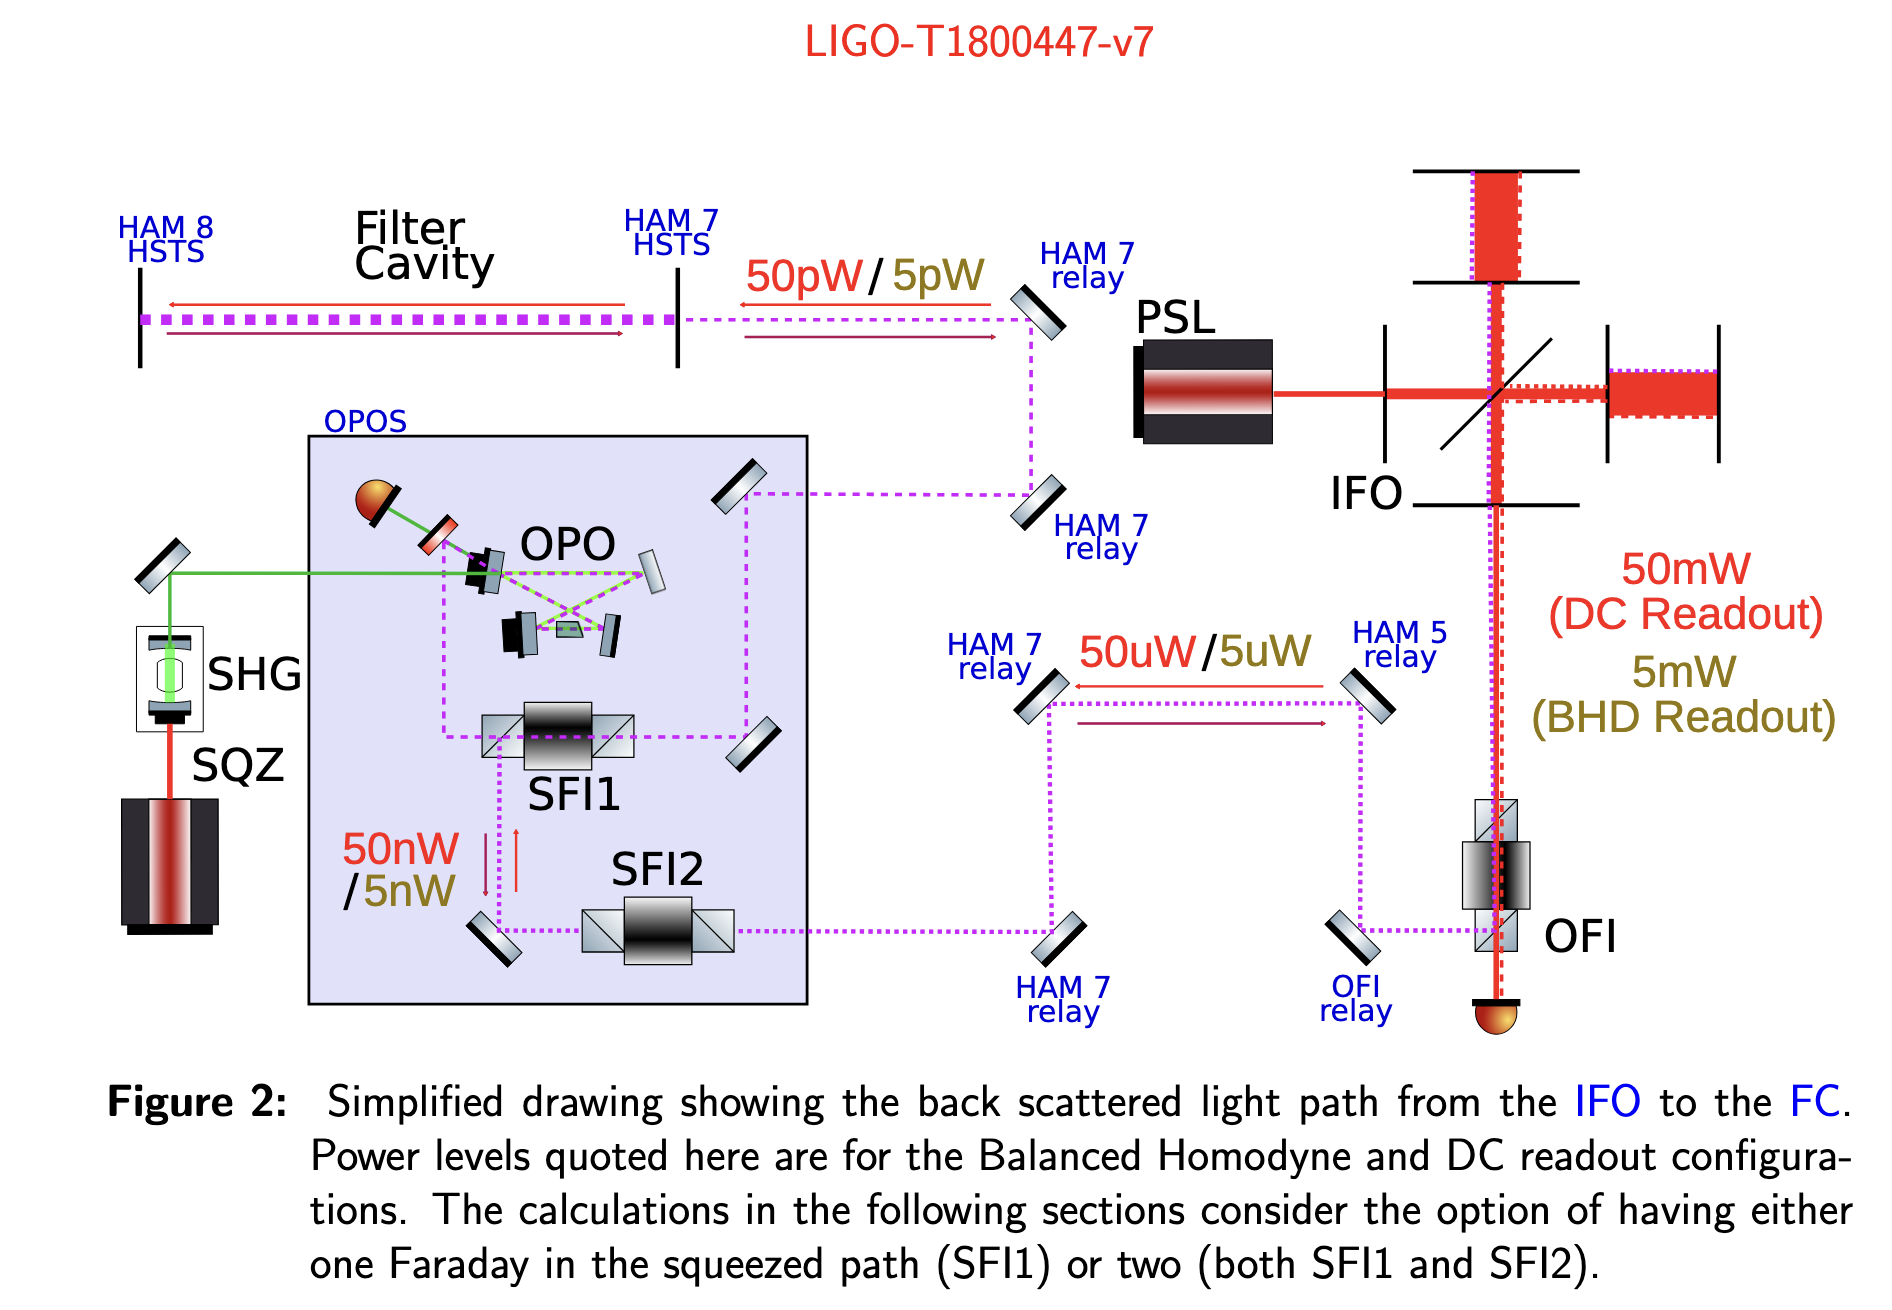 LIGO-T1800447-v7
HAM 8
HSTS
Filter
Cavity
HAM 7
HSTS
50pW/5pW
HAM 7
relay
PSL
OPOS
OPO
HAM 7
relay
IFO
50mW
(DC Readout)
5mW
(BHD Readout)
SHG
SQZ
SFI1
50nW
/5nW
SFI2
HAM 7
relay
50uW/5uW
HAM 5
relay
HAM 7
relay
OFI
relay
OFI
Figure 2: Simplified drawing showing the back scattered light path from the IFO to the FC.
Power levels quoted here are for the Balanced Homodyne and DC readout configura-
tions. The calculations in the following sections consider the option of having either
one Faraday in the squeezed path (SFI1) or two (both SFI1 and SFI2).